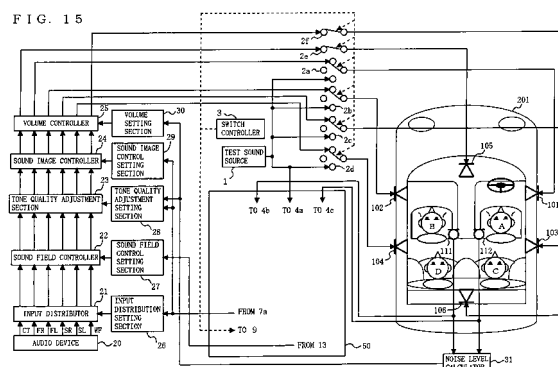 FIG. 15
2f
2e
2a
2b
2c
2d
3
SWITCH
CONTROLLER
TEST SOUND
SOURCE
1
TO 4b
TO 4a
TO 4c
25
VOLUME CONTROLLER
30
VOLUME
SETTING
SECTION
24
SOUND IMAGE CONTROLLER
29
SOUND IMAGE
CONTROL
SETTING
SECTION
23
TONE QUALITY ADJUSTMENT
SECTION
TONE QUALITY
ADJUSTMENT
SETTING
SECTION
28
22
SOUND FIELD CONTROLLER
SOUND FIELD
CONTROL
SETTING
SECTION
27
21
INPUT DISTRIBUTOR
INPUT
DISTRIBUTION
SETTING
SECTION
26
CT FR FL SR SL WF
AUDIO DEVICE
20
FROM 7a
TO 9
FROM 13
50
201
105
102
101
104
103
B
A
111
112
D
C
106
NOISE LEVEL
CALCULATOR
31